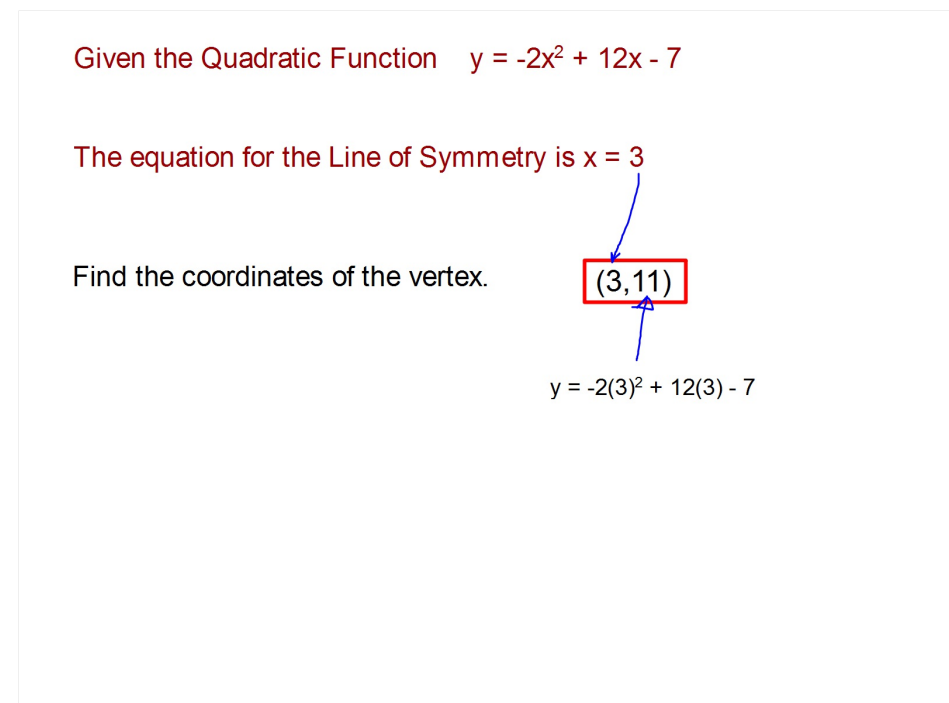 Given the Quadratic Function y = -2x² + 12x - 7
The equation for the Line of Symmetry is x = 3
Find the coordinates of the vertex. (3,11)
y = -2(3)² + 12(3) - 7